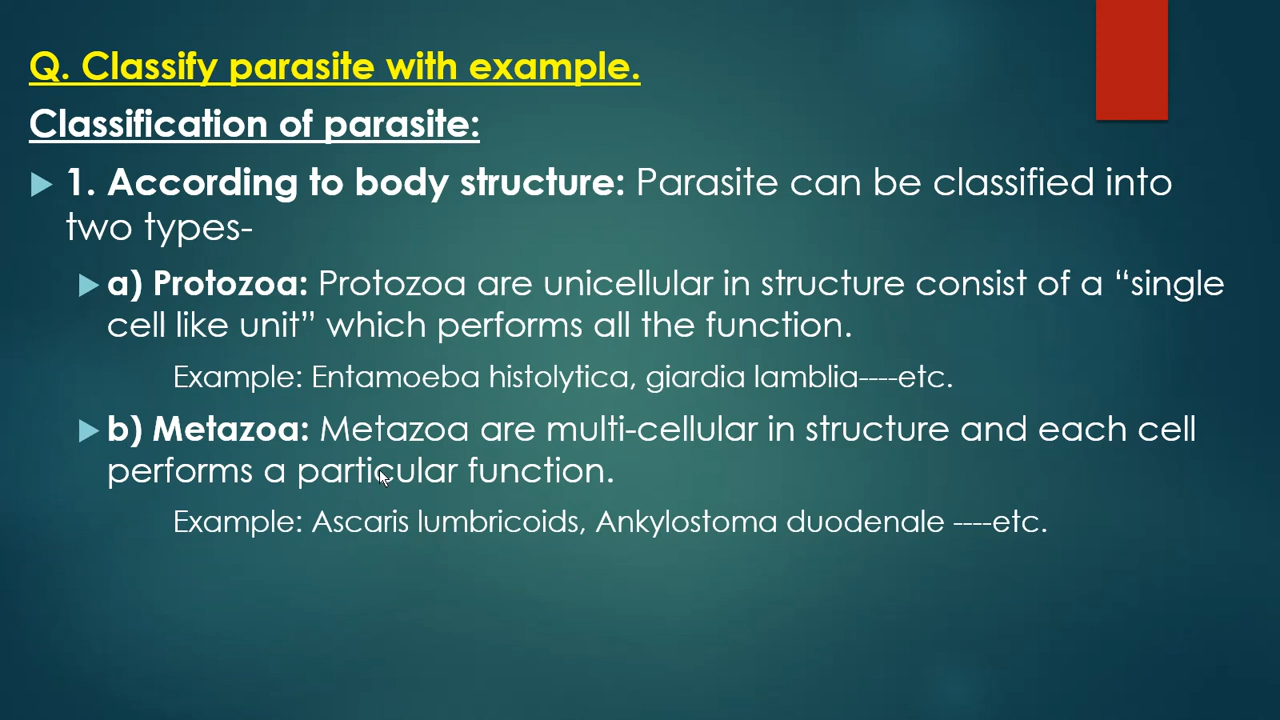 Q. Classify parasite with example.
Classification of parasite:
1. According to body structure: Parasite can be classified into
two types-
a) Protozoa: Protozoa are unicellular in structure consist of a “single
cell like unit” which performs all the function.
Example: Entamoeba histolytica, giardia lamblia----etc.
b) Metazoa: Metazoa are multi-cellular in structure and each cell
performs a particular function.
Example: Ascaris lumbricoids, Ankylostoma duodenale ----etc.